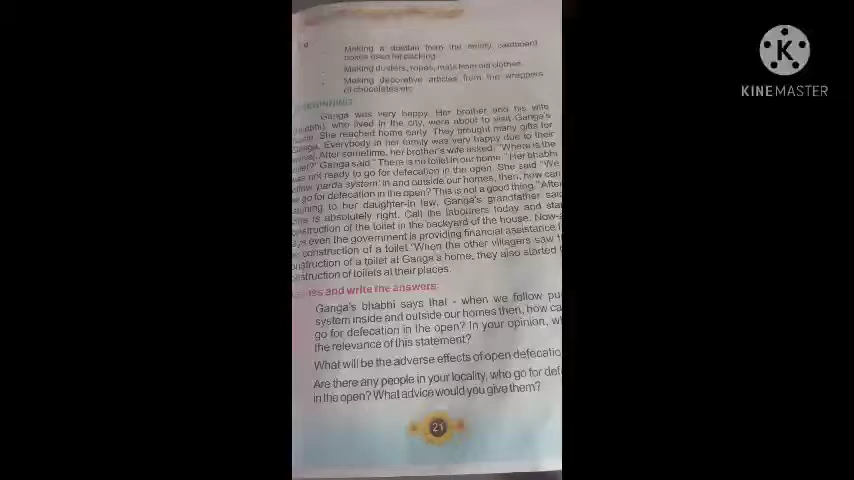 Making a dustbin from the empty cardboard
boxes used for packing.
Making dusters, ropes, mats from old clothes.
Making decorative articles from the wrappers
of chocolates etc.
Ganga was very happy. Her brother and his wife
who lived in the city, were about to visit Ganga's
She reached home early. They brought many gifts for
Ganga. Everybody in her family was very happy due to their
After sometime, her brother's wife asked, "Where is the
Ganga said " There is no toilet in our home." Her bhabhi
was not ready to go for defecation in the open. She said "We
'parda system' in and outside our homes, then, how can
go for defecation in the open? This is not a good thing." After
to her daughter-in law, Ganga's grandfather said
is absolutely right. Call the labourers today and
construction of the toilet in the backyard of the house.
even the government is providing financial assistance
construction of a toilet "When the other villagers saw
construction of a toilet at Ganga's home, they also started
construction of toilets at their places.
and write the answers
Ganga's bhabhi says that - when we follow
system inside and outside our homes then, how
go for defecation in the open? In your opinion,
the relevance of this statement?
What will be the adverse effects of open defecatio
Are there any people in your locality, who go for def
in the open? What advice would you give them?
21
K
KINEMASTER